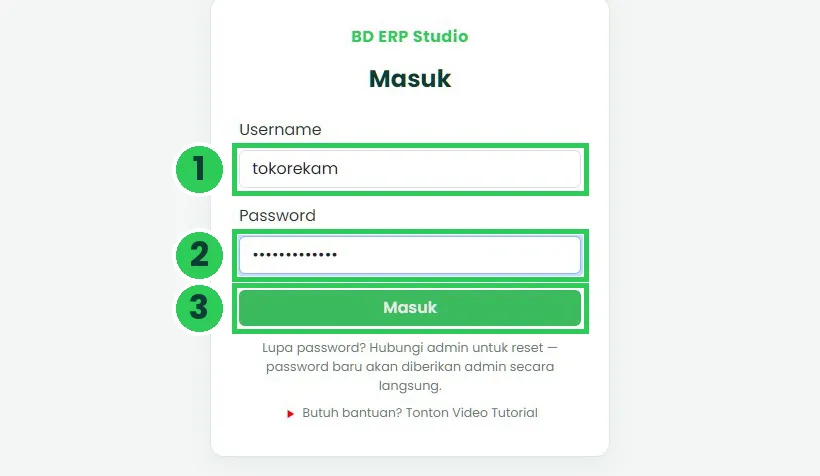 BD ERP Studio
Masuk
Username
1
tokorekam
Password
2
•••••••••••••
3
Masuk
Lupa password? Hubungi admin untuk reset —
password baru akan diberikan admin secara
langsung.
Butuh bantuan? Tonton Video Tutorial